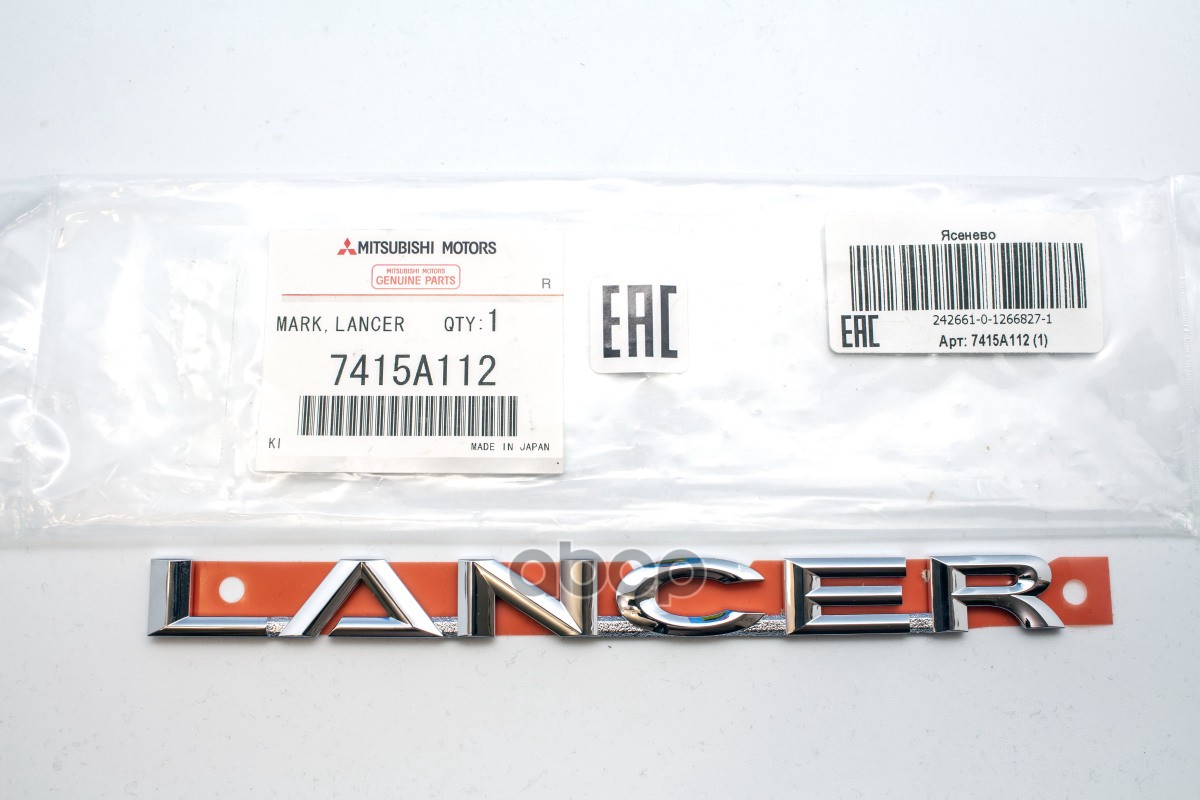 MITSUBISHI MOTORS
MITSUBISHI MOTORS
GENUINE PARTS
R
MARK, LANCER QTY: 1
7415A112
KI MADE IN JAPAN
EAC
Ясенево
242661-0-1266827-1
EAC Арт: 7415A112 (1)
LANCER